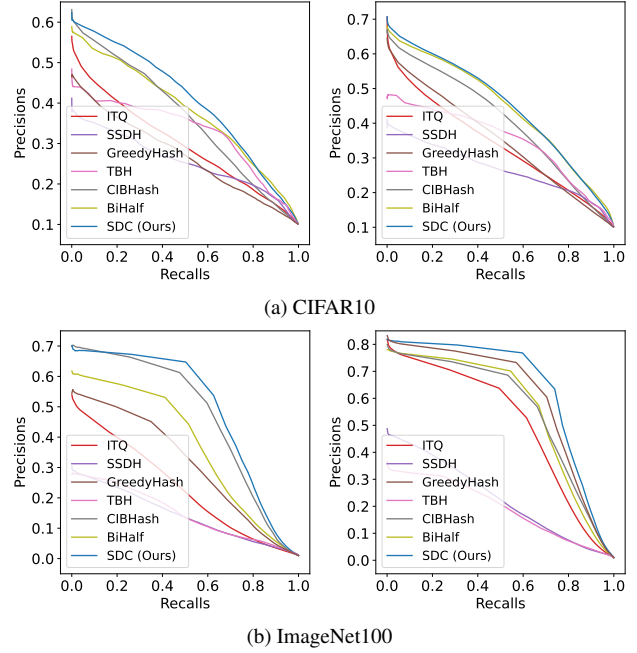 0.6
0.5
0.4
0.3
0.2
0.1
Precisions
ITQ
SSDH
GreedyHash
TBH
CIBHash
BiHalf
SDC (Ours)
0.0 0.2 0.4 0.6 0.8 1.0
Recalls
0.7
0.6
0.5
0.4
0.3
0.2
0.1
Precisions
ITQ
SSDH
GreedyHash
TBH
CIBHash
BiHalf
SDC (Ours)
0.0 0.2 0.4 0.6 0.8 1.0
Recalls
(a) CIFAR10
0.7
0.6
0.5
0.4
0.3
0.2
0.1
0.0
Precisions
ITQ
SSDH
GreedyHash
TBH
CIBHash
BiHalf
SDC (Ours)
0.0 0.2 0.4 0.6 0.8 1.0
Recalls
0.8
0.7
0.6
0.5
0.4
0.3
0.2
0.1
0.0
Precisions
ITQ
SSDH
GreedyHash
TBH
CIBHash
BiHalf
SDC (Ours)
0.0 0.2 0.4 0.6 0.8 1.0
Recalls
(b) ImageNet100